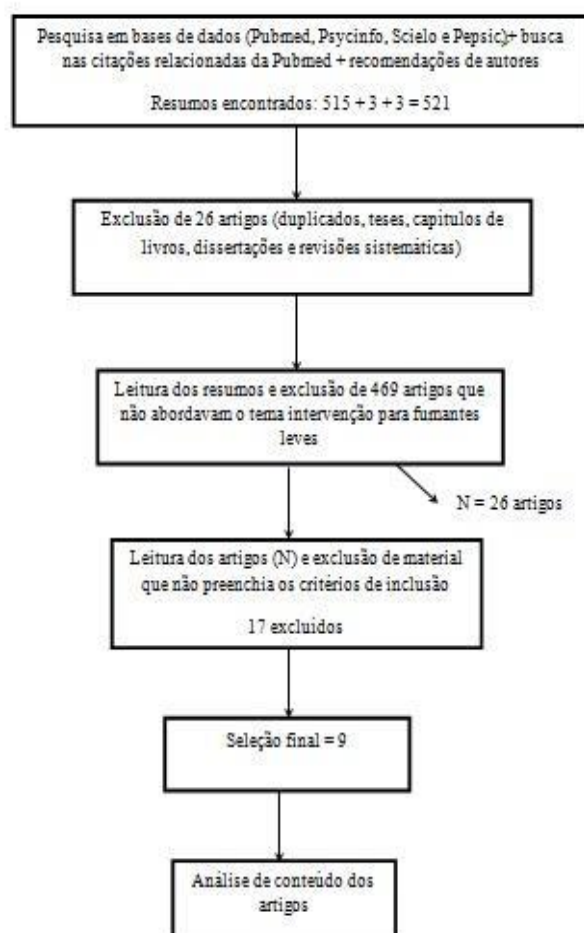 Pesquisa em bases de dados (Pubmed, Psycinfo, Scielo e Pepsic)+ busca
nas citações relacionadas da Pubmed + recomendações de autores
Resumos encontrados: 515 + 3 + 3 = 521
Exclusão de 26 artigos (duplicados, teses, capítulos de
livros, dissertações e revisões sistemáticas)
Leitura dos resumos e exclusão de 469 artigos que
não abordavam o tema intervenção para fumantes
leves
N = 26 artigos
Leitura dos artigos (N) e exclusão de material
que não preenchia os critérios de inclusão
17 excluídos
Seleção final = 9
Análise de conteúdo dos
artigos